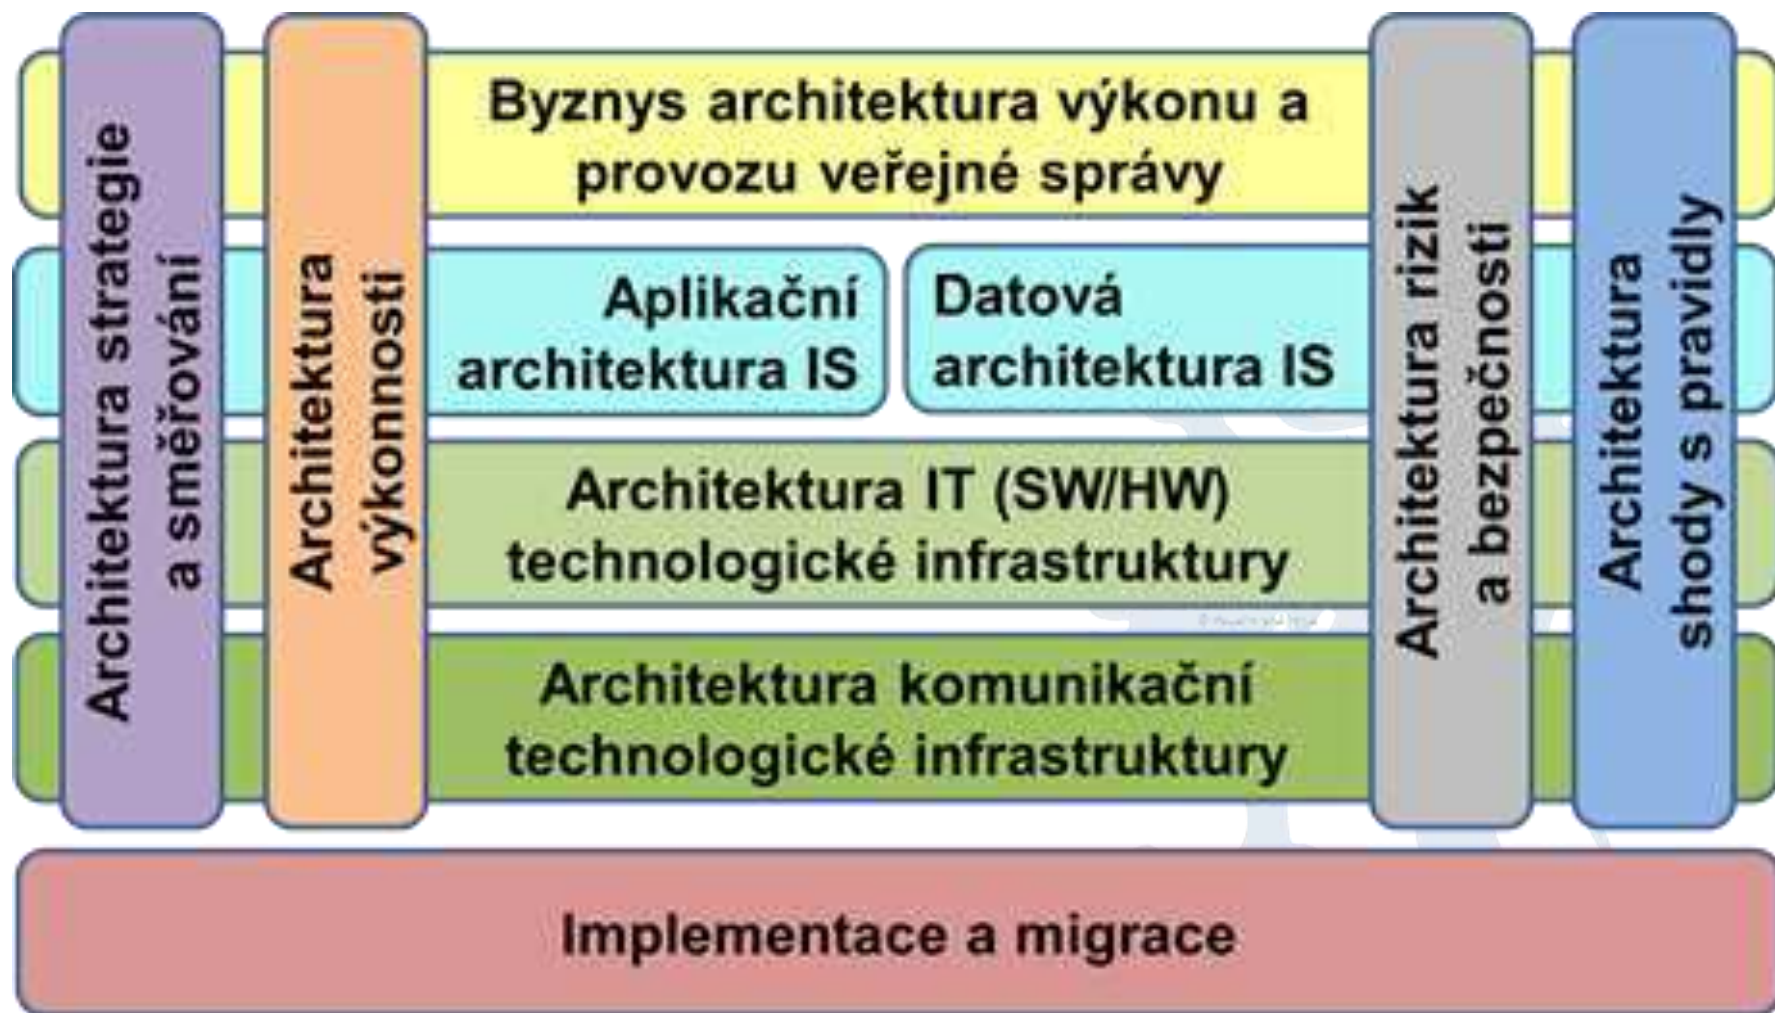 Architektura strategie
a směřování
Architektura
výkonnosti
Byznys architektura výkonu a
provozu veřejné správy
Aplikační
architektura IS
Datová
architektura IS
Architektura IT (SW/HW)
technologické infrastruktury
Architektura komunikační
technologické infrastruktury
Architektura rizik
a bezpečnosti
Architektura
shody s pravidly
Implementace a migrace